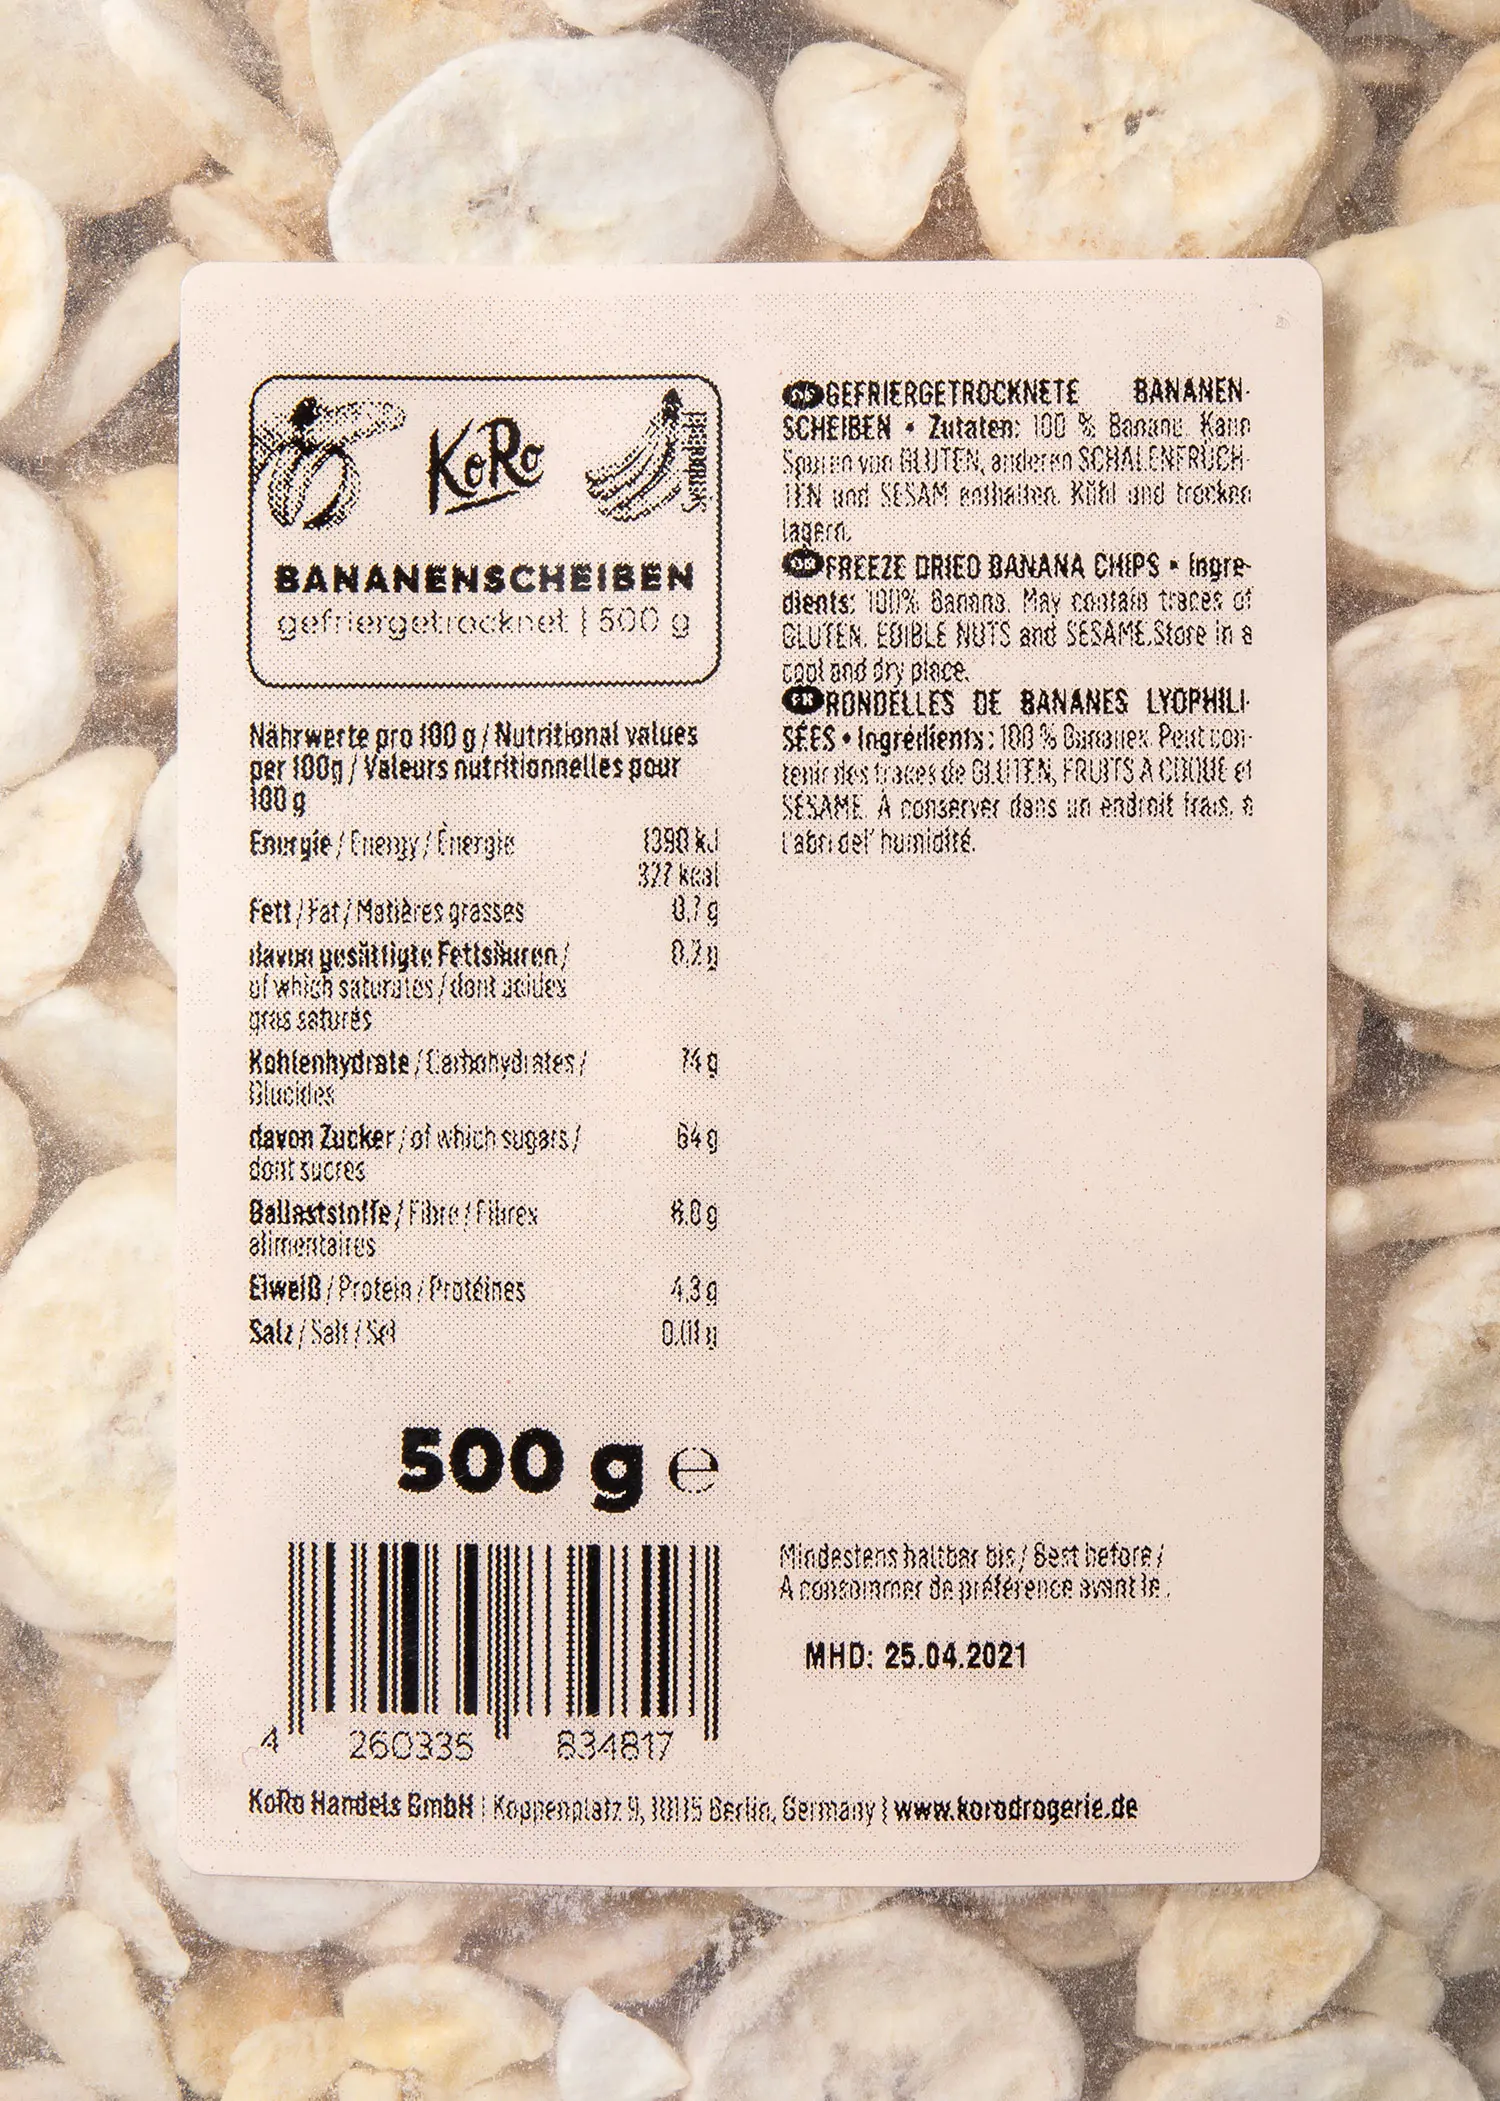 KoRo
BANANENSCHEIBEN
gefriergetrocknet | 500 g
Nährwerte pro 100 g / Nutritional values
per 100g / Valeurs nutritionnelles pour
100 g
Energie / Energy / Énergie 1390 kJ
327 kcal
Fett / Fat / Matières grasses 0,7 g
davon gesättigte Fettsäuren / 0,2 g
of which saturates / dont acides
gras saturés
Kohlenhydrate / Carbohydrates / 74 g
Glucides
davon Zucker / of which sugars / 64 g
dont sucres
Ballaststoffe / Fibre / Fibres
alimentaires
Eiweiß / Protein / Protéines 4,3 g
Salz / Salt / Sel 0,01 g
500 g e
4 260335 834817
DE GEFRIERGETROCKNETE BANANEN-
SCHEIBEN • Zutaten: 100 % Banane. Kann
Spuren von GLUTEN, anderen SCHALENFRÜCH-
TEN und SESAM enthalten. Kühl und trocken
lagern.
FREEZE DRIED BANANA CHIPS • Ingre-
dients: 100% Banana. May contain traces of
GLUTEN, EDIBLE NUTS and SESAME.Store in a
cool and dry place.
FR RONDELLES DE BANANES LYOPHILI-
SÉES • Ingrédients: 100 % Bananes. Peut con-
tenir des traces de GLUTEN, FRUITS A COQUE et
SÉSAME. À conserver dans un endroit frais, à
l'abri del' humidité.
Mindestens haltbar bis / Best before /
A consommer de préférence avant le.
MHD: 25.04.2021
KoRo Handels GmbH | Koppenplatz 9, 10115 Berlin, Germany | www.korodrogerie.de